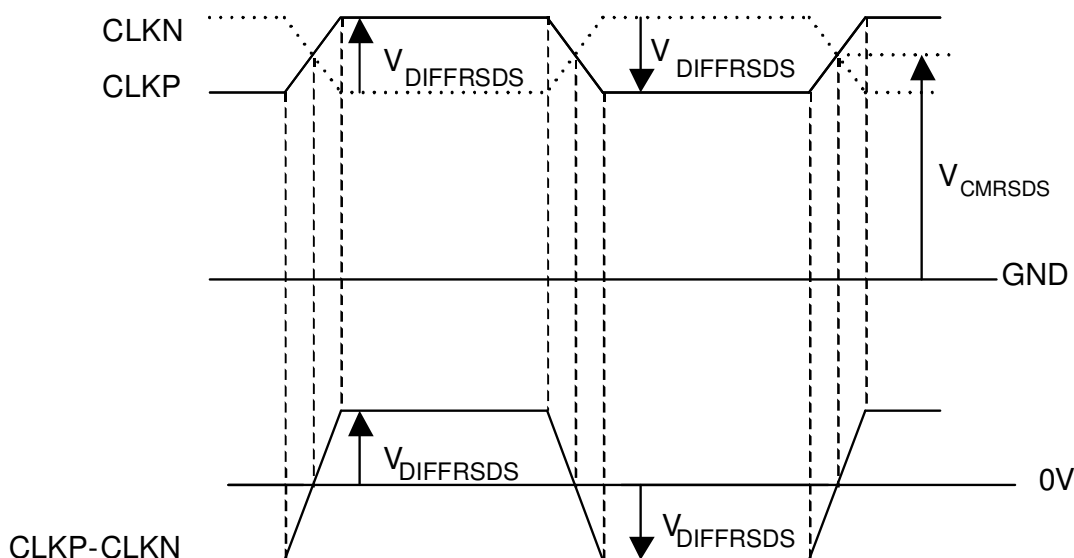 CLKN
CLKP
VDIFFRSDS
VDIFFRSDS
VCMRSDS
GND
VDIFFRSDS
0V
VDIFFRSDS
CLKP-CLKN